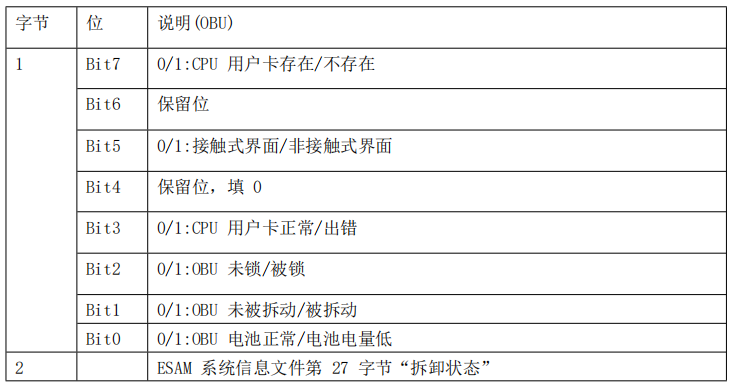 字节 位 说明(OBU)
1 Bit7 0/1:CPU 用户卡存在/不存在
Bit6 保留位
Bit5 0/1:接触式界面/非接触式界面
Bit4 保留位，填 0
Bit3 0/1:CPU 用户卡正常/出错
Bit2 0/1:OBU 未锁/被锁
Bit1 0/1:OBU 未被拆动/被拆动
Bit0 0/1:OBU 电池正常/电池电量低
2 ESAM 系统信息文件第 27 字节“拆卸状态”